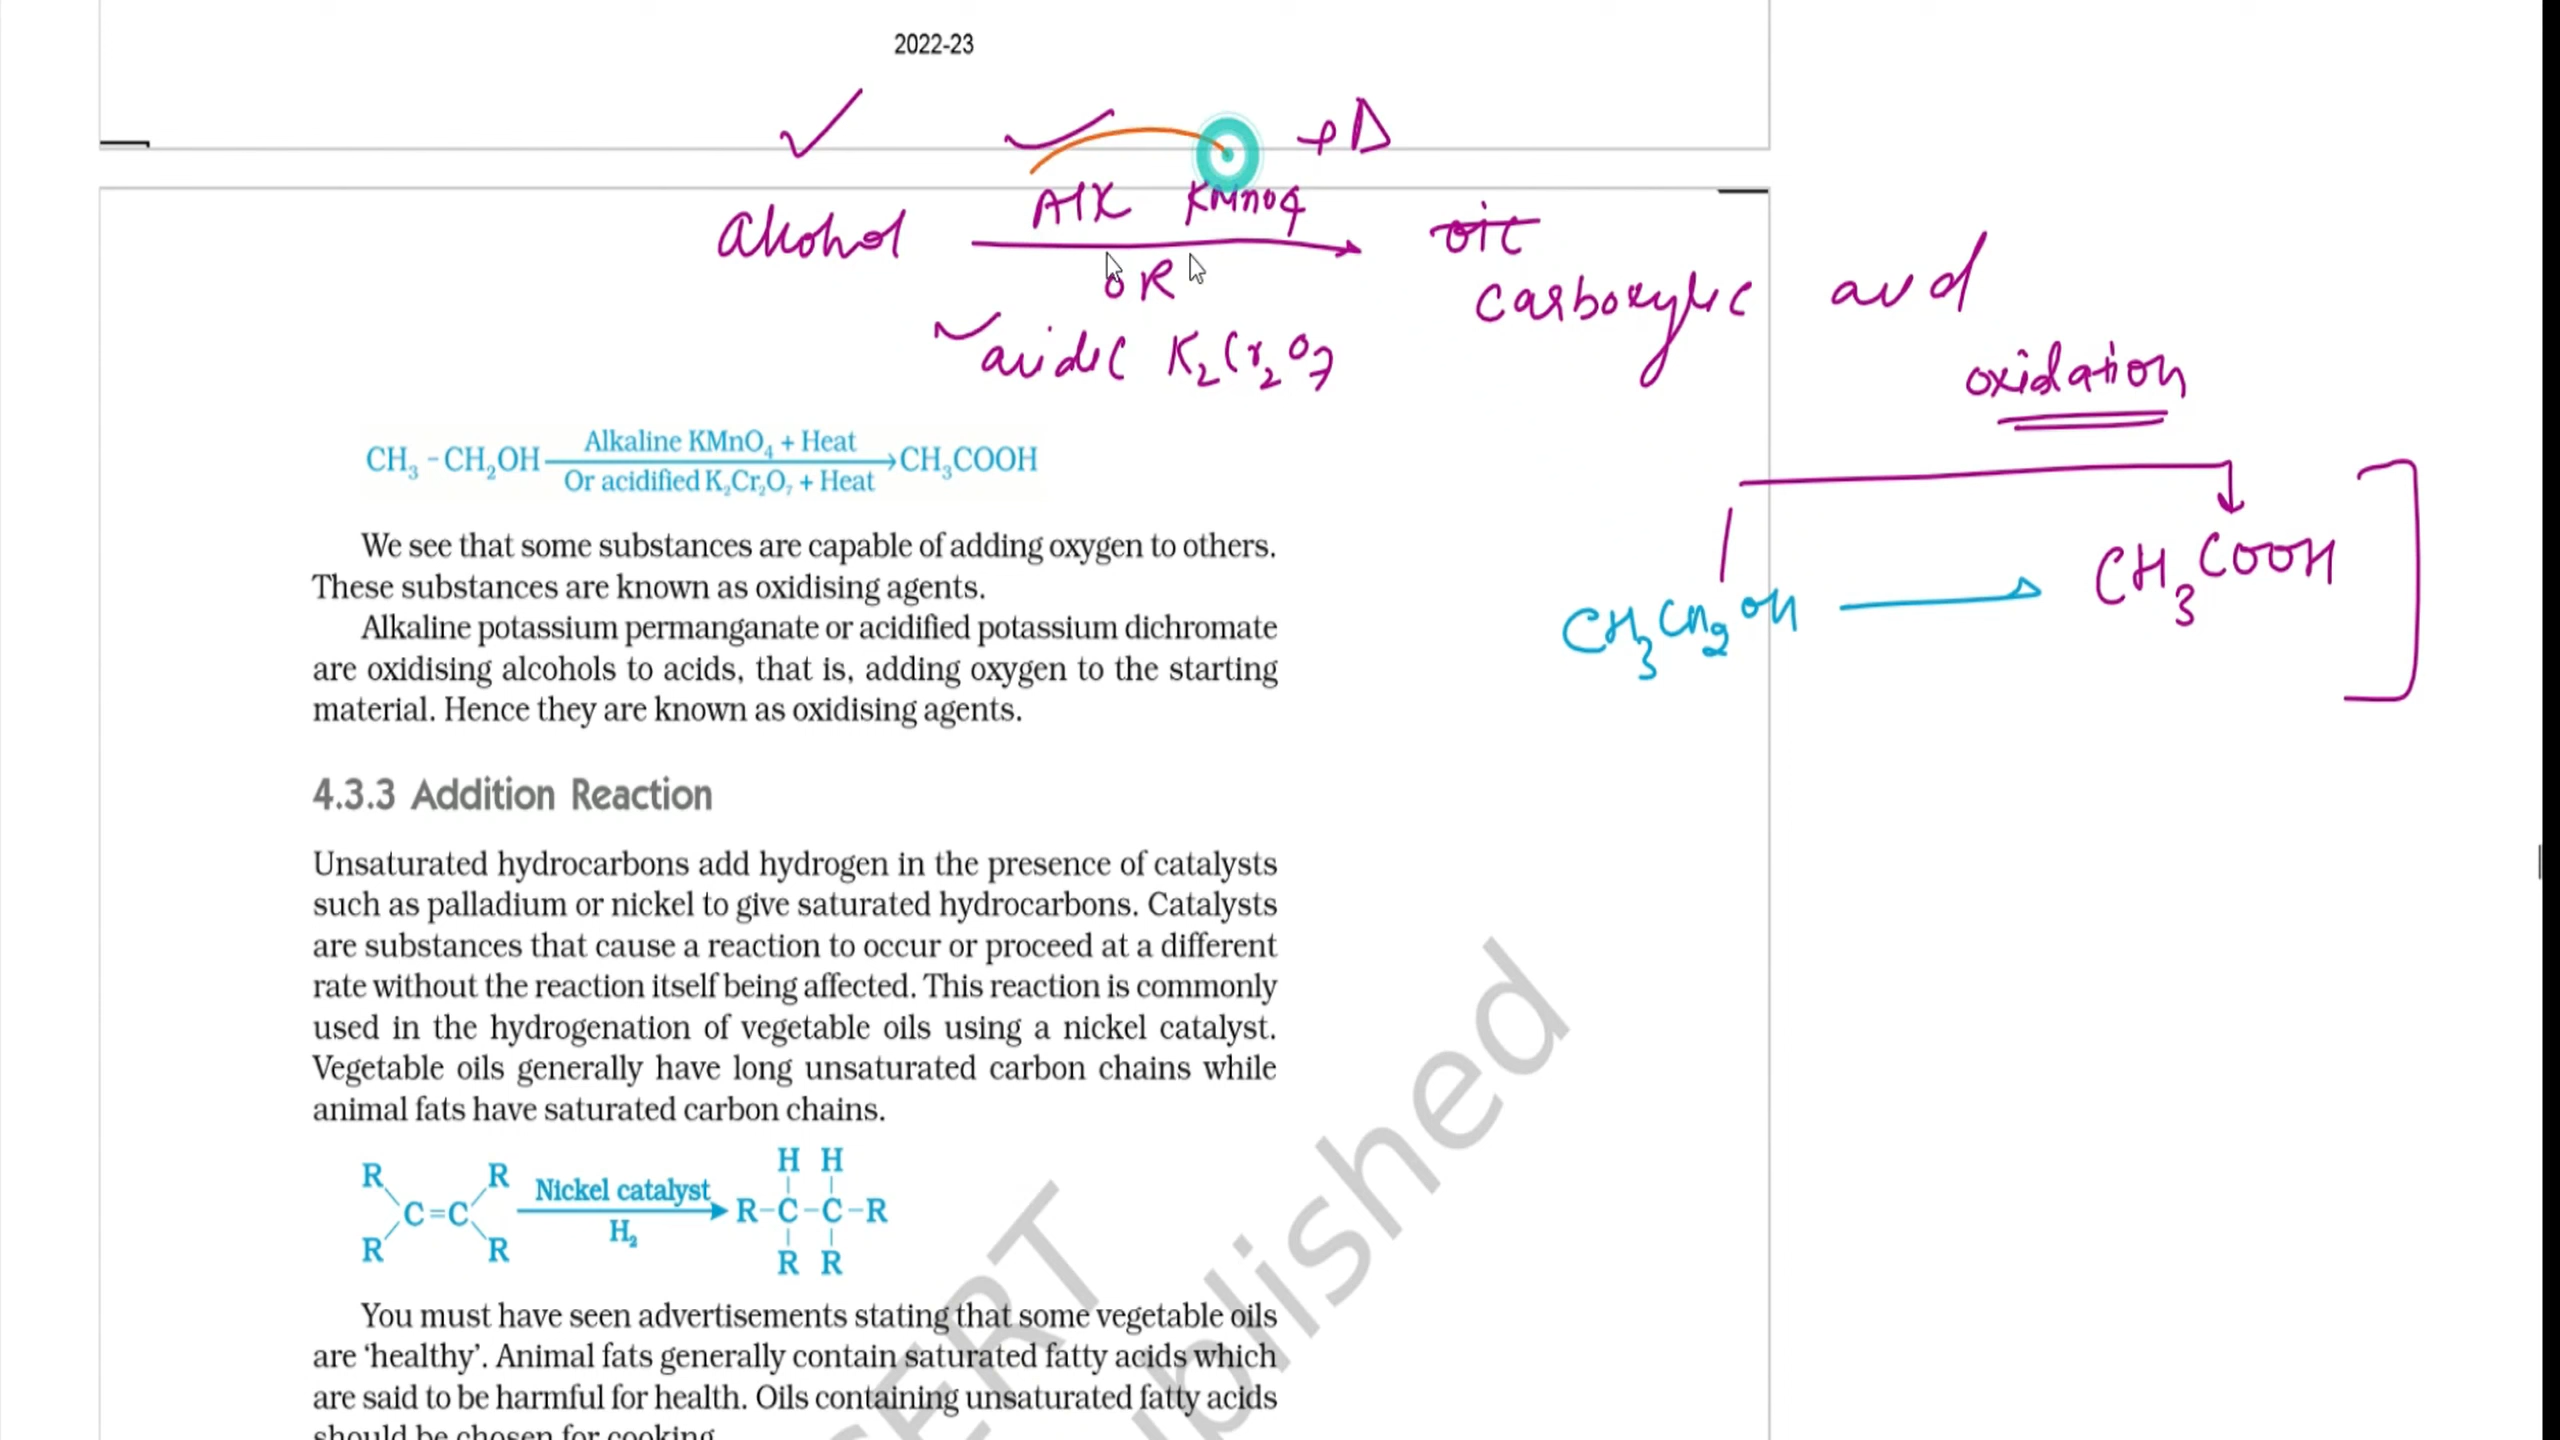 2022-23
+ Δ
Alk KMnO4
alcohol
oic
OR
carboxylic acid
acidic K2Cr2O7
oxidation
Alkaline KMnO₄ + Heat
CH₃ – CH₂OH → CH₃COOH
Or acidified K₂Cr₂O₇ + Heat
CH3CH2OH → CH3COOH
We see that some substances are capable of adding oxygen to others.
These substances are known as oxidising agents.
Alkaline potassium permanganate or acidified potassium dichromate
are oxidising alcohols to acids, that is, adding oxygen to the starting
material. Hence they are known as oxidising agents.
4.3.3 Addition Reaction
Unsaturated hydrocarbons add hydrogen in the presence of catalysts
such as palladium or nickel to give saturated hydrocarbons. Catalysts
are substances that cause a reaction to occur or proceed at a different
rate without the reaction itself being affected. This reaction is commonly
used in the hydrogenation of vegetable oils using a nickel catalyst.
Vegetable oils generally have long unsaturated carbon chains while
animal fats have saturated carbon chains.
H H
R R Nickel catalyst
C=C R–C–C–R
H₂
R R R R
You must have seen advertisements stating that some vegetable oils
are ‘healthy’. Animal fats generally contain saturated fatty acids which
are said to be harmful for health. Oils containing unsaturated fatty acids
should be chosen for cooking.